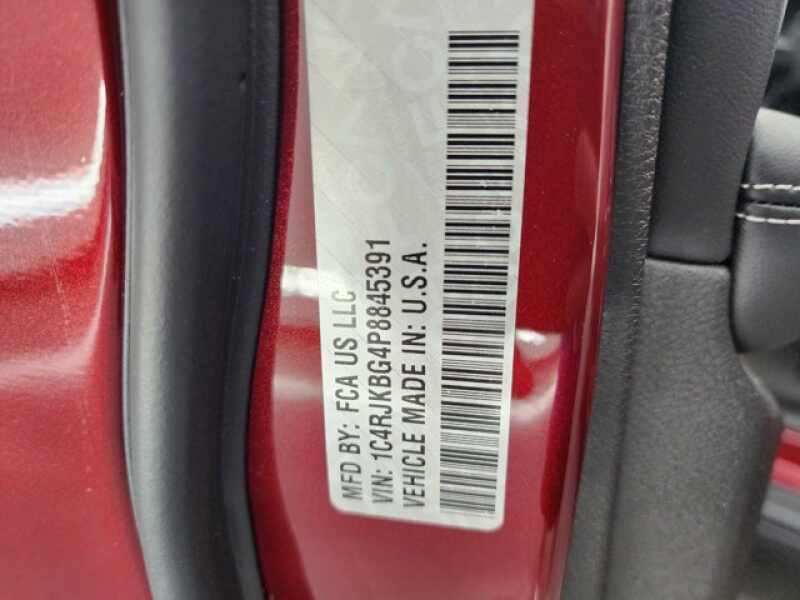 MFD BY: FCA US LLC
VIN: 1C4RJKBG4P8845391
VEHICLE MADE IN: U.S.A.